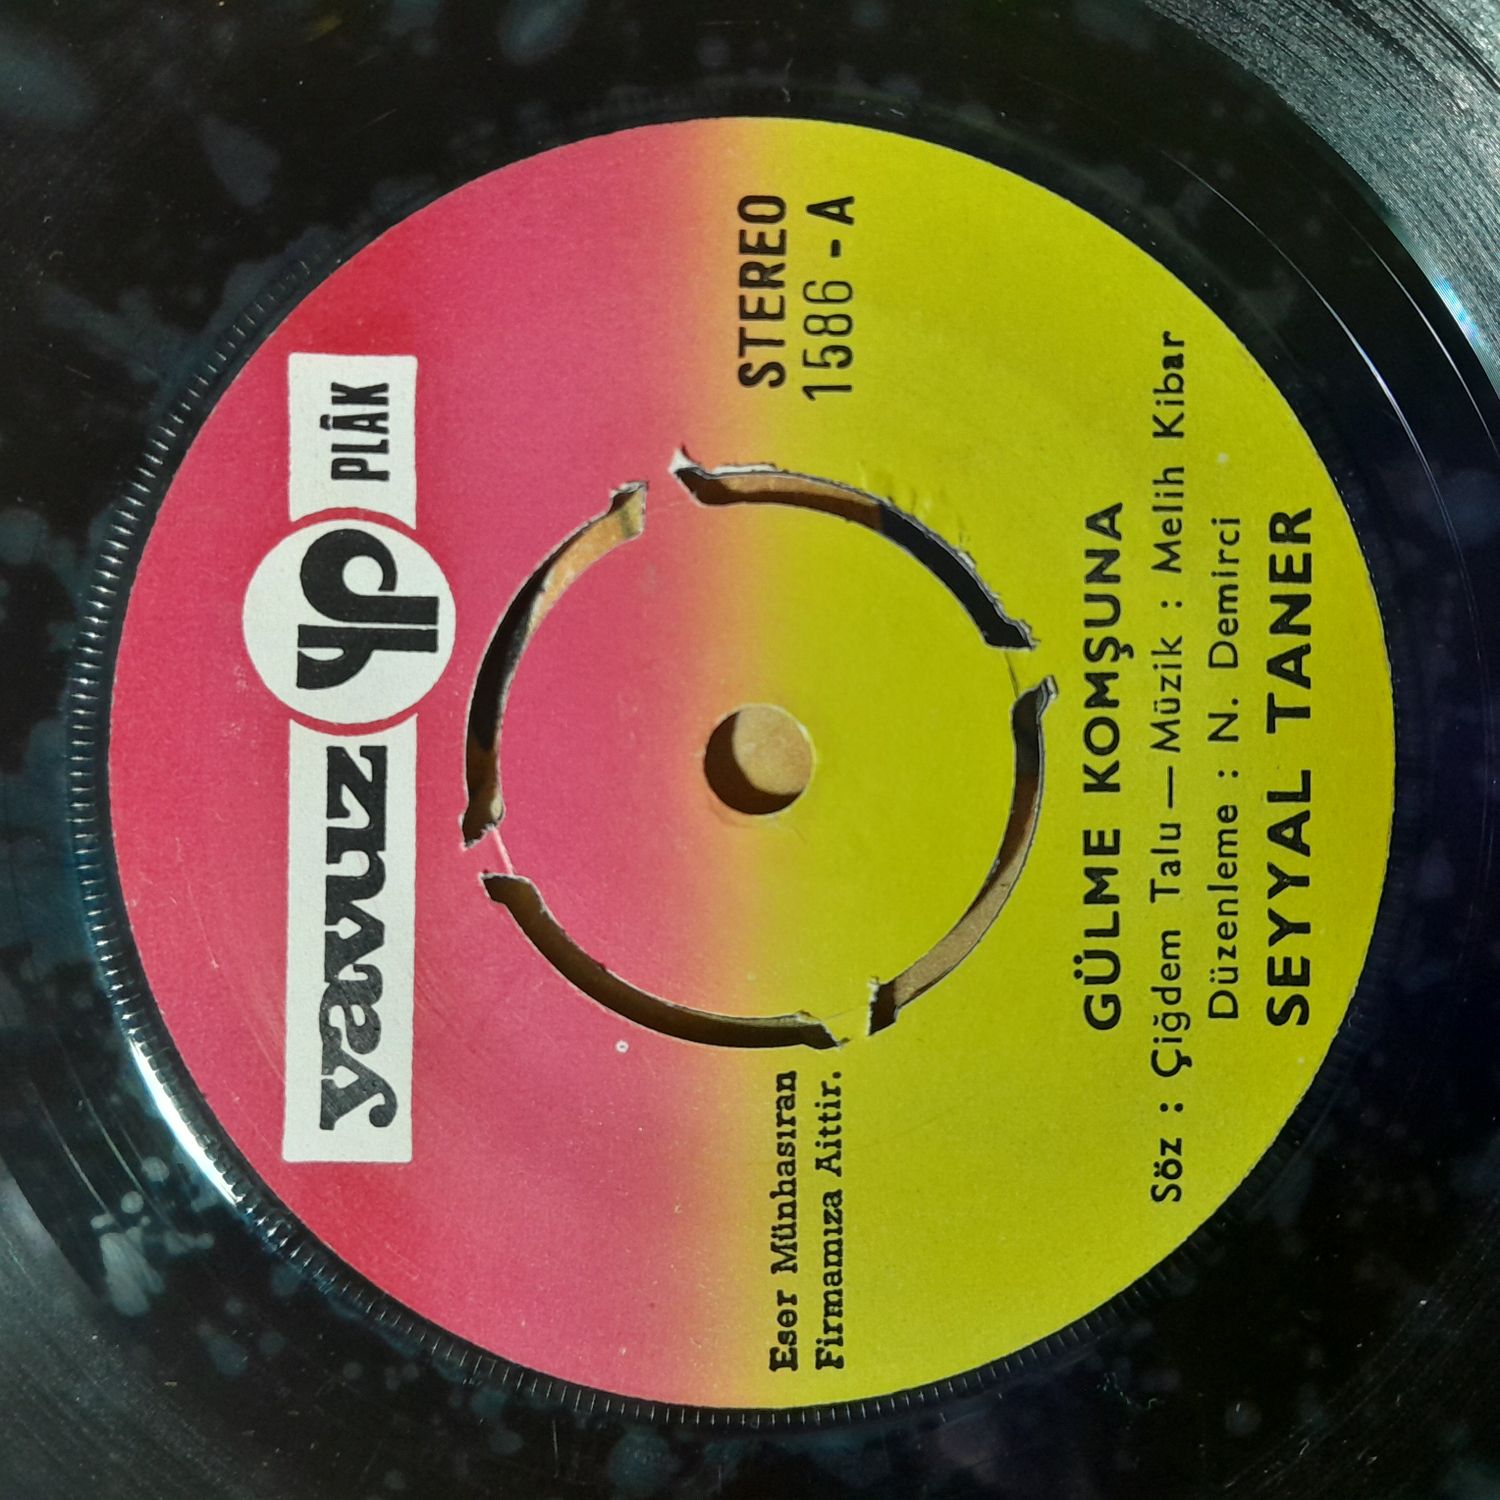 yavuz yp PLÂK
STEREO
1586 - A
Eser Münhasıran
Firmamıza Aittir.
GÜLME KOMŞUNA
Söz : Çiğdem Talu — Müzik : Melih Kibar
Düzenleme : N. Demirci
SEYYAL TANER